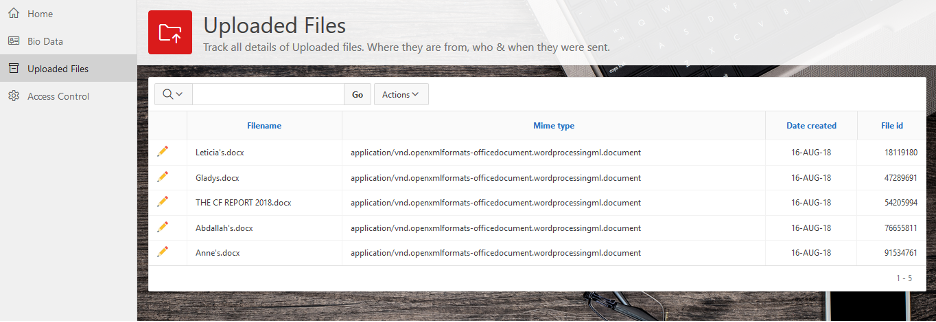 Home
Bio Data
Uploaded Files
Access Control
Uploaded Files
Track all details of Uploaded files. Where they are from, who & when they were sent.
Go Actions
Filename Mime type Date created File id
Leticia's.docx application/vnd.openxmlformats-officedocument.wordprocessingml.document 16-AUG-18 18119180
Gladys.docx application/vnd.openxmlformats-officedocument.wordprocessingml.document 16-AUG-18 47289691
THE CF REPORT 2018.docx application/vnd.openxmlformats-officedocument.wordprocessingml.document 16-AUG-18 54205994
Abdallah's.docx application/vnd.openxmlformats-officedocument.wordprocessingml.document 16-AUG-18 76655811
Anne's.docx application/vnd.openxmlformats-officedocument.wordprocessingml.document 16-AUG-18 91534761
1 - 5